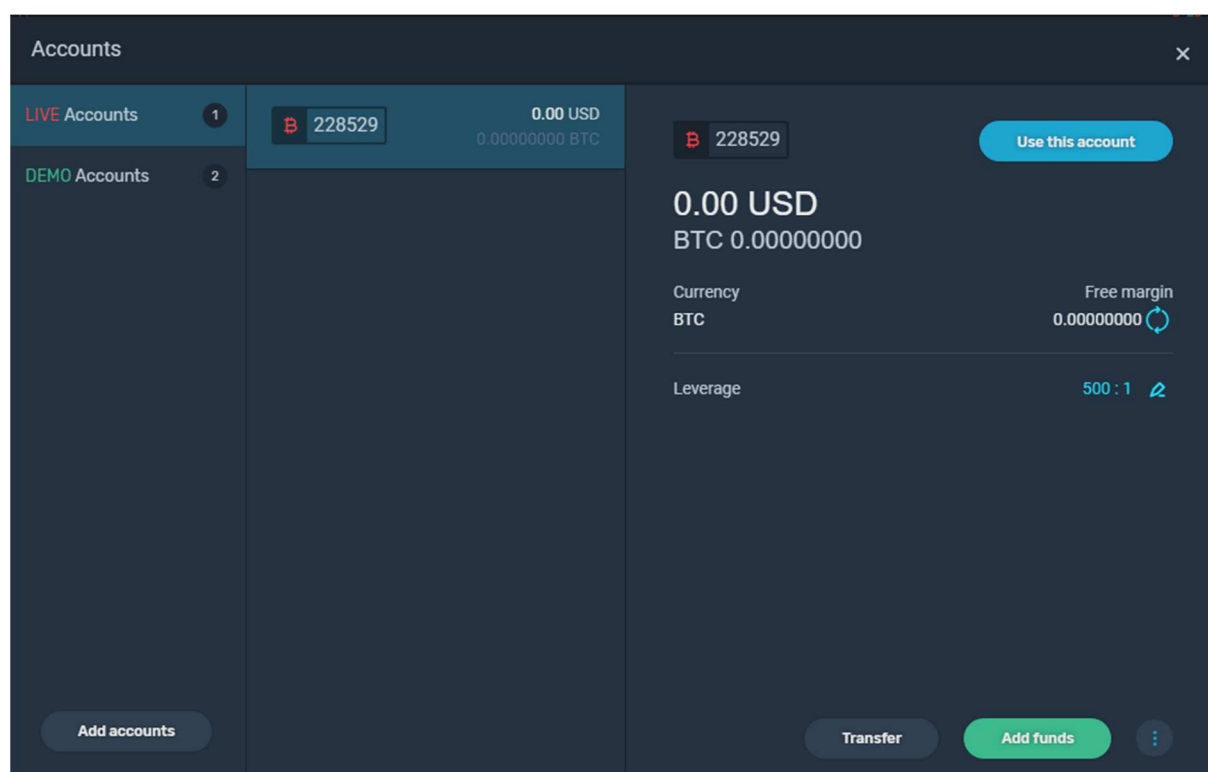 Accounts
LIVE Accounts 1
DEMO Accounts 2
Add accounts
228529 0.00 USD
0.00000000 BTC
228529 Use this account
0.00 USD
BTC 0.00000000
Currency Free margin
BTC 0.00000000
Leverage 500 : 1
Transfer Add funds